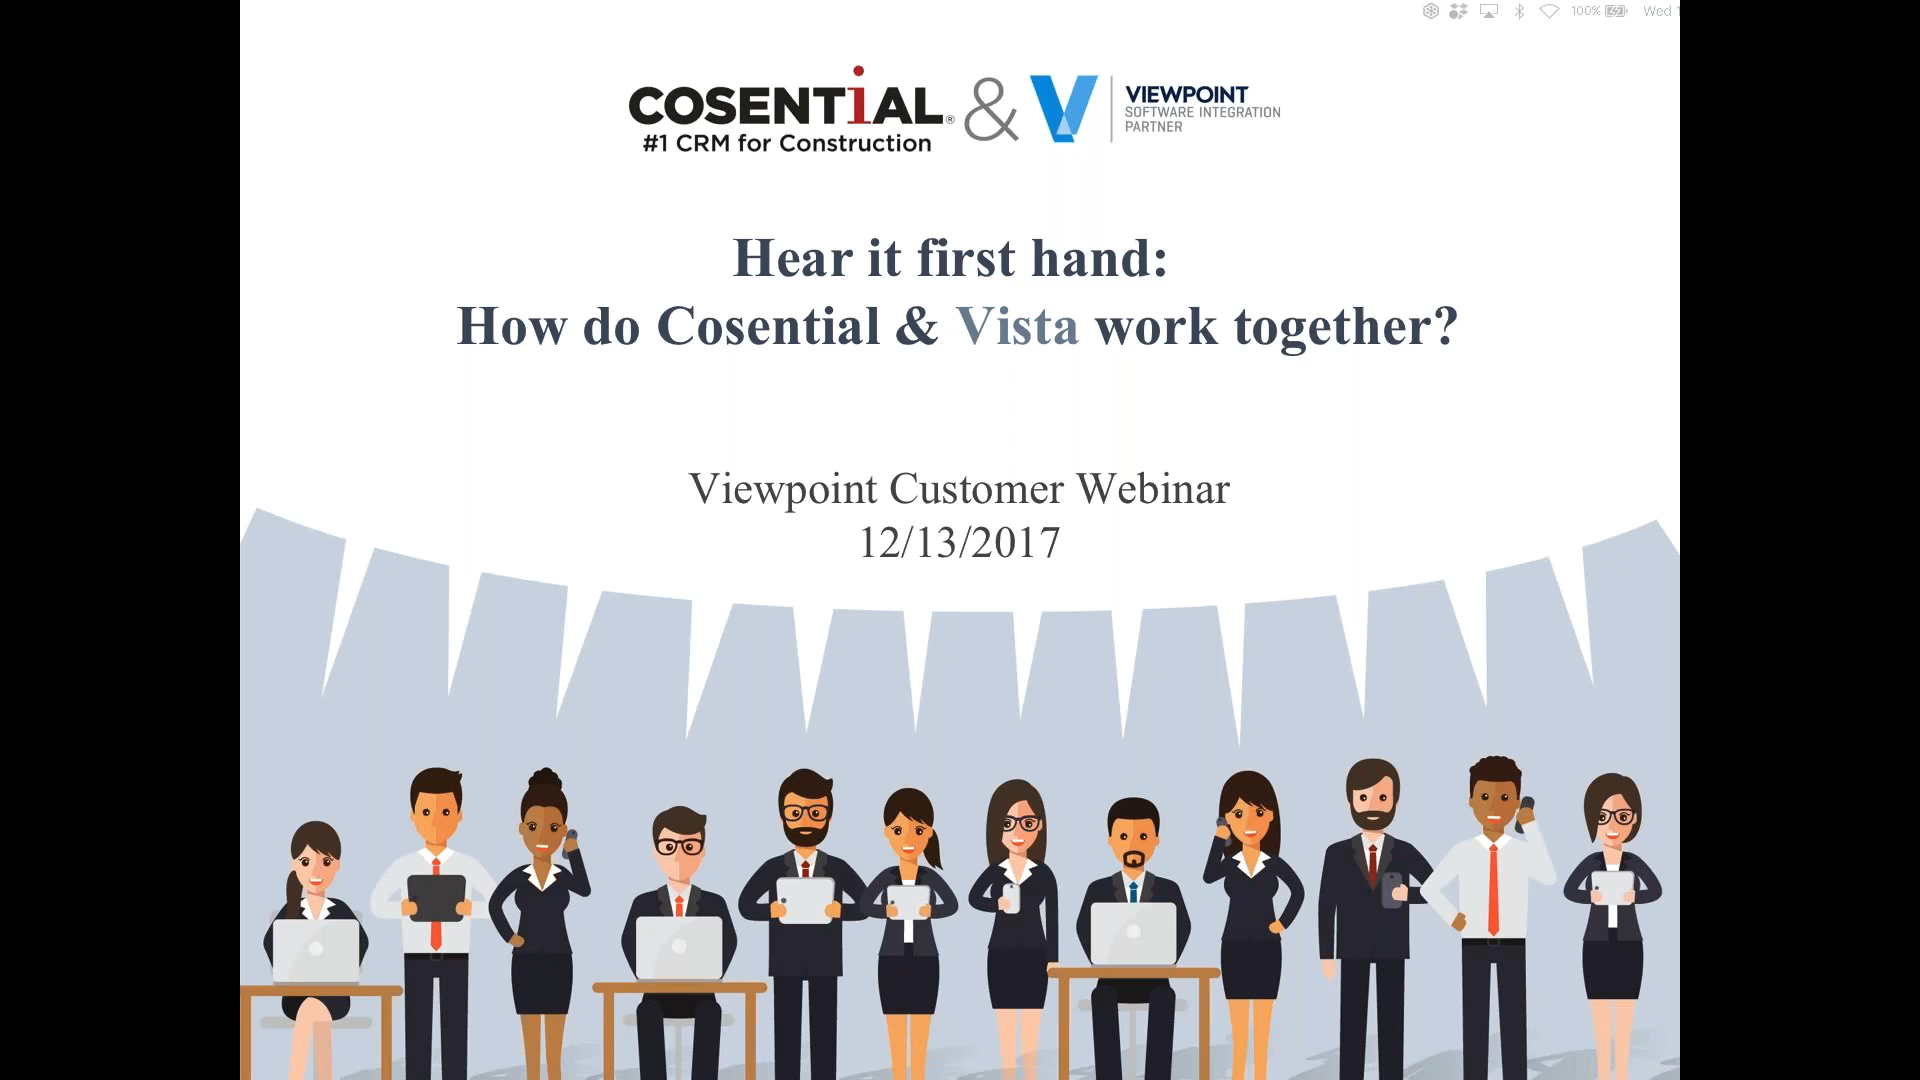 100% Wed 1
COSENTiAL®
#1 CRM for Construction
&
VIEWPOINT
SOFTWARE INTEGRATION
PARTNER
Hear it first hand:
How do Cosential & Vista work together?
Viewpoint Customer Webinar
12/13/2017